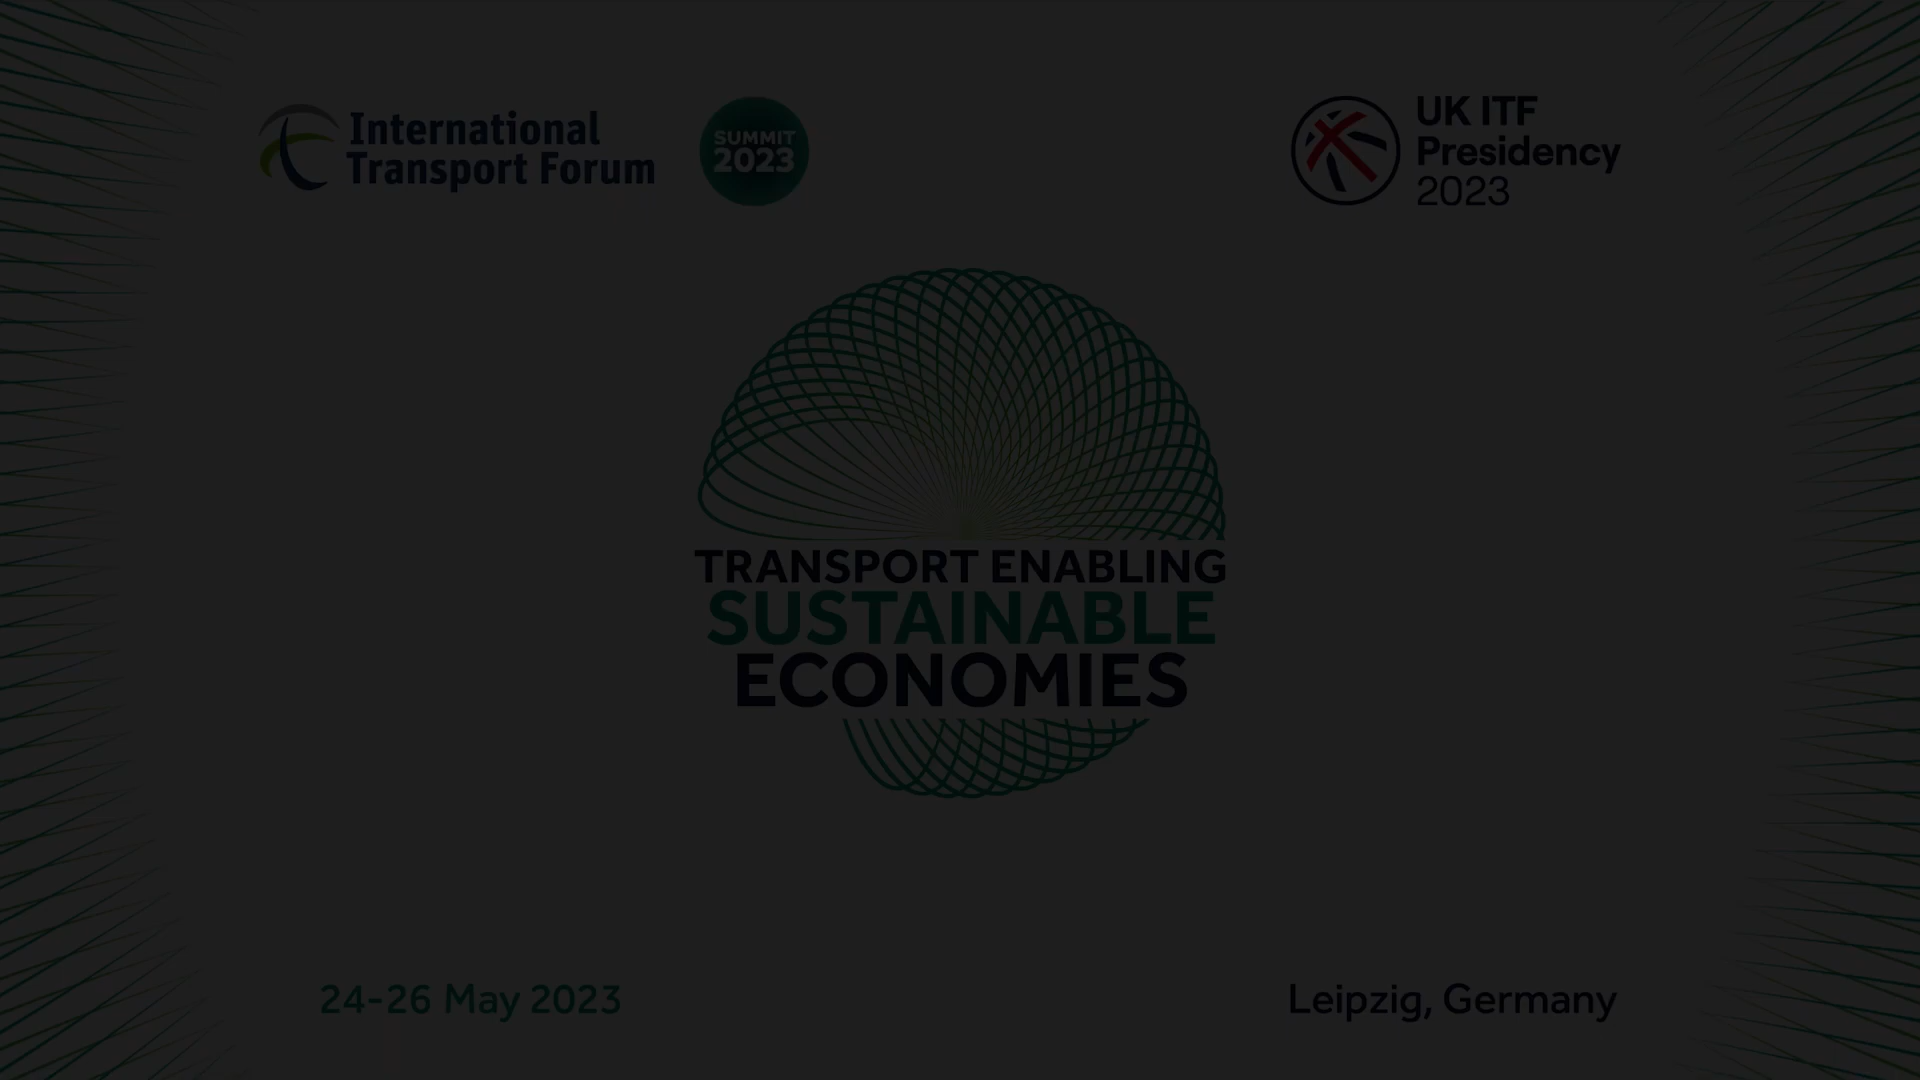 International
Transport Forum
SUMMIT
2023
UK ITF
Presidency
2023
TRANSPORT ENABLING
SUSTAINABLE
ECONOMIES
24-26 May 2023
Leipzig, Germany